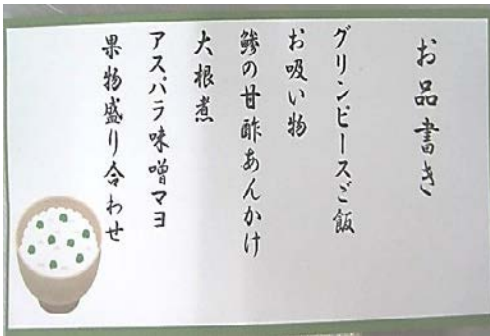 お品書き
グリンピースご飯
お吸い物
鯵の甘酢あんかけ
大根煮
アスパラ味噌マヨ
果物盛り合わせ